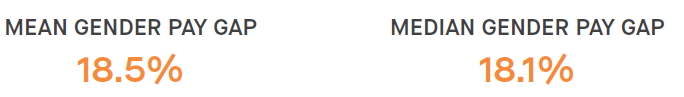 MEAN GENDER PAY GAP
18.5%
MEDIAN GENDER PAY GAP
18.1%